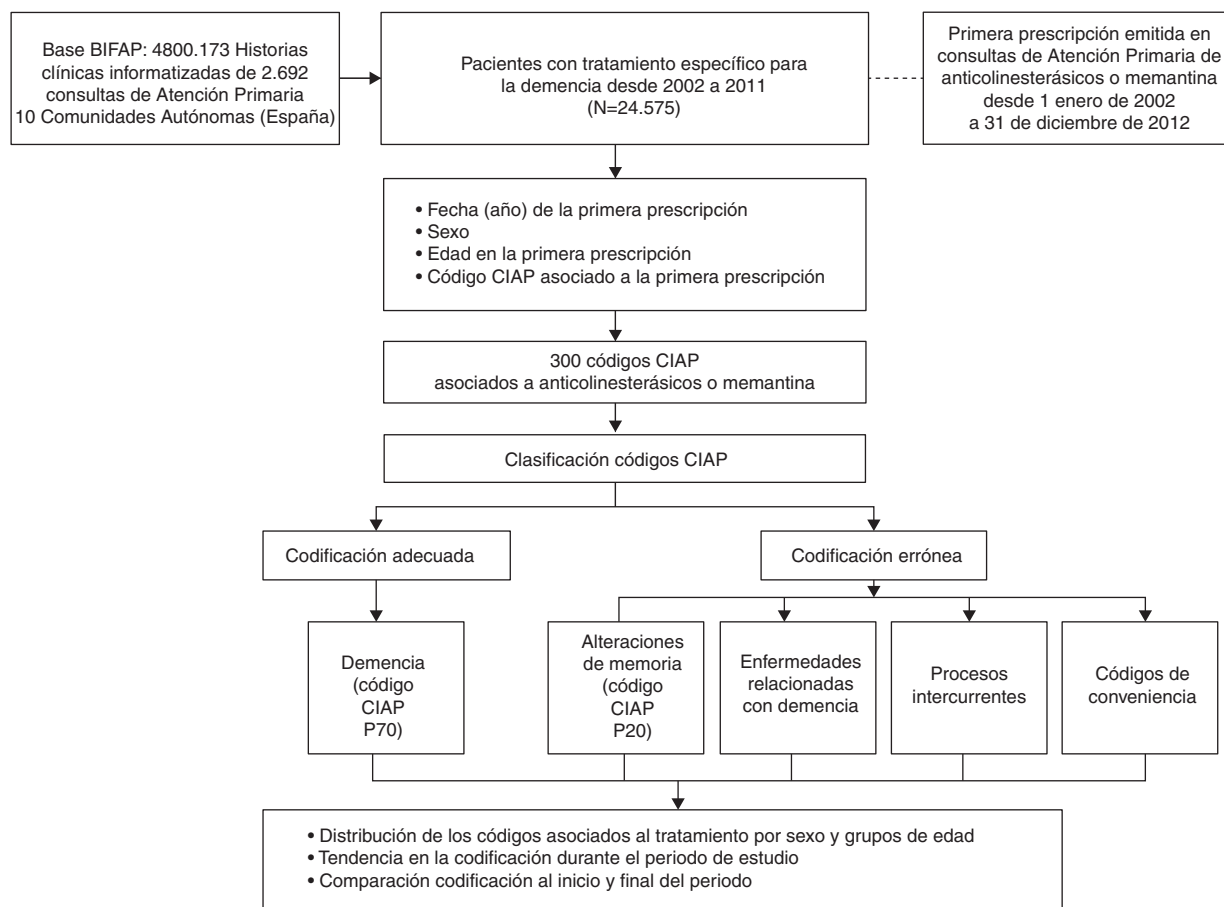 Base BIFAP: 4800.173 Historias
clínicas informatizadas de 2.692
consultas de Atención Primaria
10 Comunidades Autónomas (España)
Pacientes con tratamiento específico para
la demencia desde 2002 a 2011
(N=24.575)
Primera prescripción emitida en
consultas de Atención Primaria de
anticolinesterásicos o memantina
desde 1 enero de 2002
a 31 de diciembre de 2012
• Fecha (año) de la primera prescripción
• Sexo
• Edad en la primera prescripción
• Código CIAP asociado a la primera prescripción
300 códigos CIAP
asociados a anticolinesterásicos o memantina
Clasificación códigos CIAP
Codificación adecuada
Codificación errónea
Demencia
(código
CIAP
P70)
Alteraciones
de memoria
(código
CIAP
P20)
Enfermedades
relacionadas
con demencia
Procesos
intercurrentes
Códigos de
conveniencia
• Distribución de los códigos asociados al tratamiento por sexo y grupos de edad
• Tendencia en la codificación durante el periodo de estudio
• Comparación codificación al inicio y final del periodo